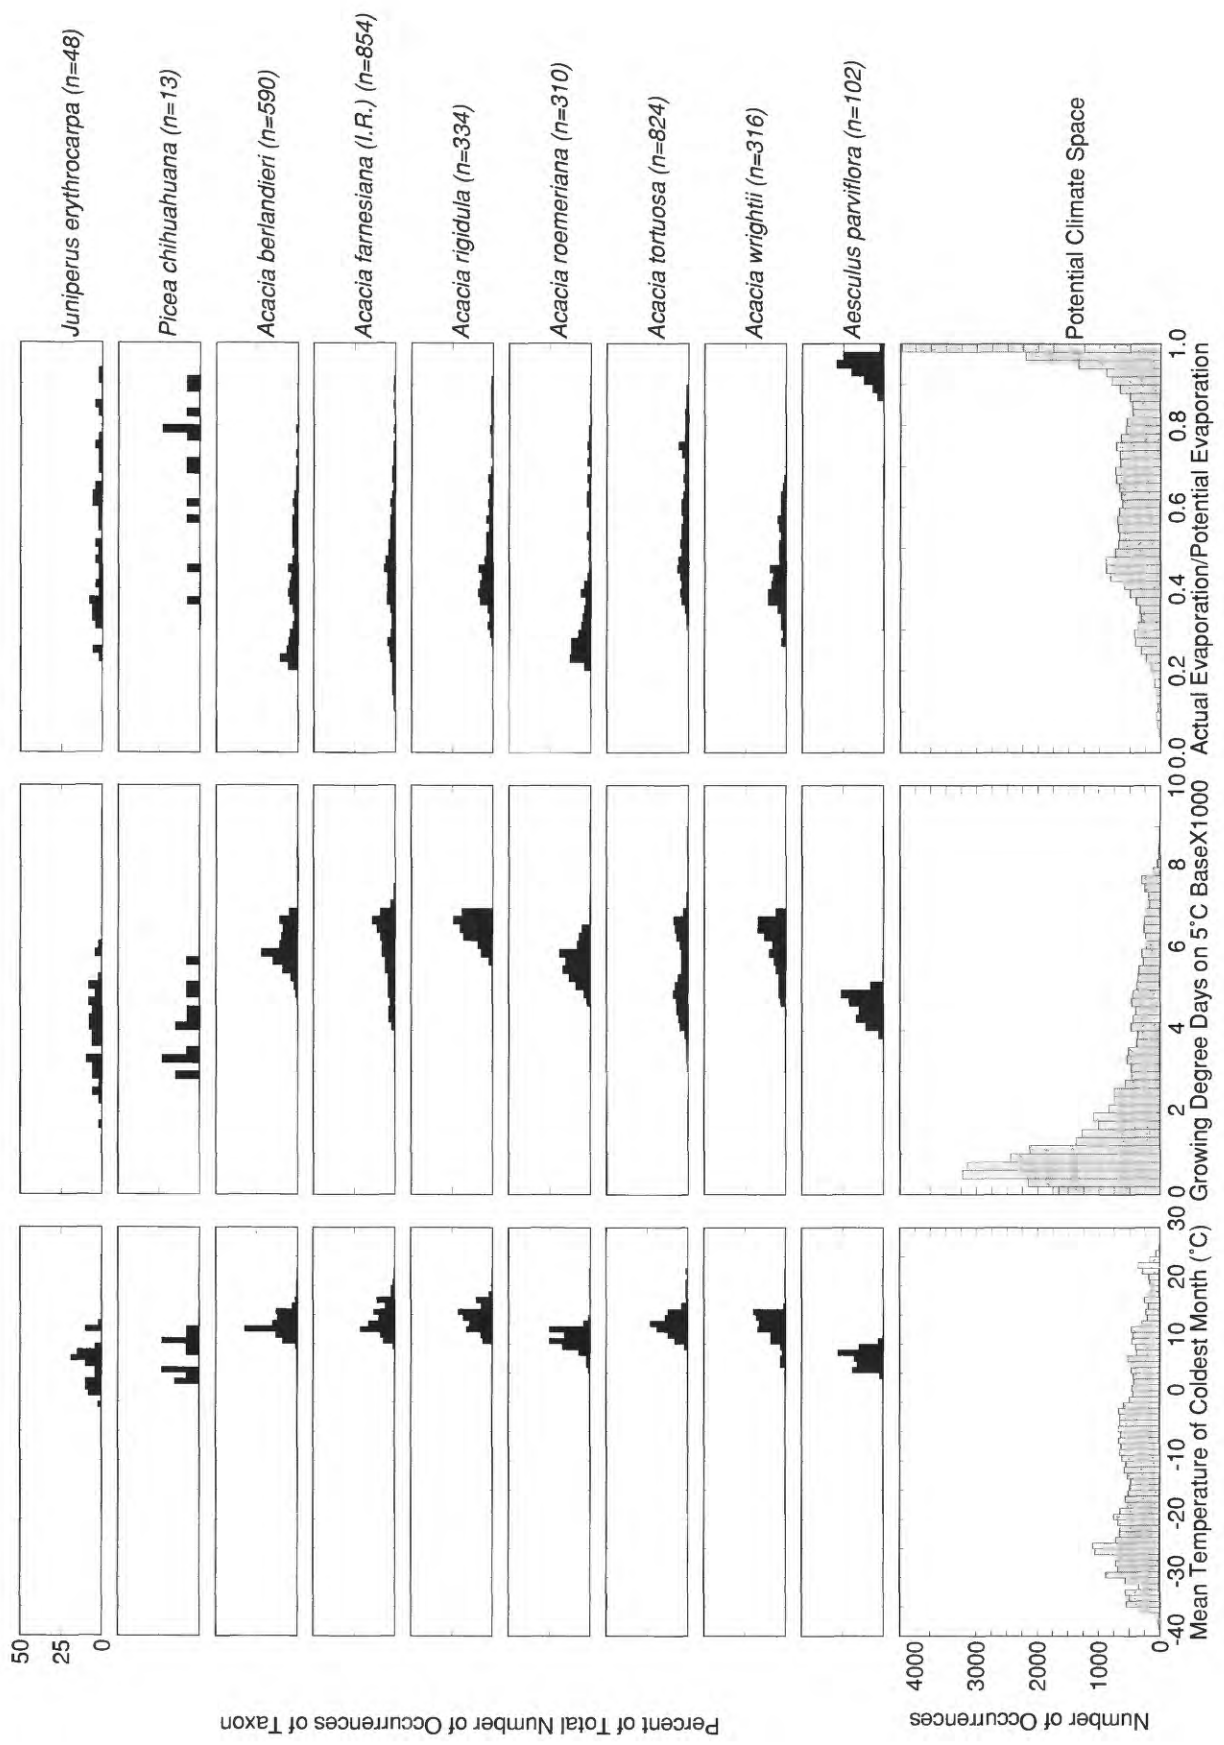 Juniperus erythrocarpa (n=48)
Picea chihuahuana (n=13)
Acacia berlandieri (n=590)
Acacia farnesiana (I.R.) (n=854)
Acacia rigidula (n=334)
Acacia roemeriana (n=310)
Acacia tortuosa (n=824)
Acacia wrightii (n=316)
Aesculus parviflora (n=102)
Potential Climate Space
50
25
0
Percent of Total Number of Occurrences of Taxon
4000
3000
2000
1000
0
Number of Occurrences
-40 -30 -20 -10 0 10 20 30
Mean Temperature of Coldest Month (°C)
0 2 4 6 8 10
Growing Degree Days on 5°C BaseX1000
0.0 0.2 0.4 0.6 0.8 1.0
Actual Evaporation/Potential Evaporation